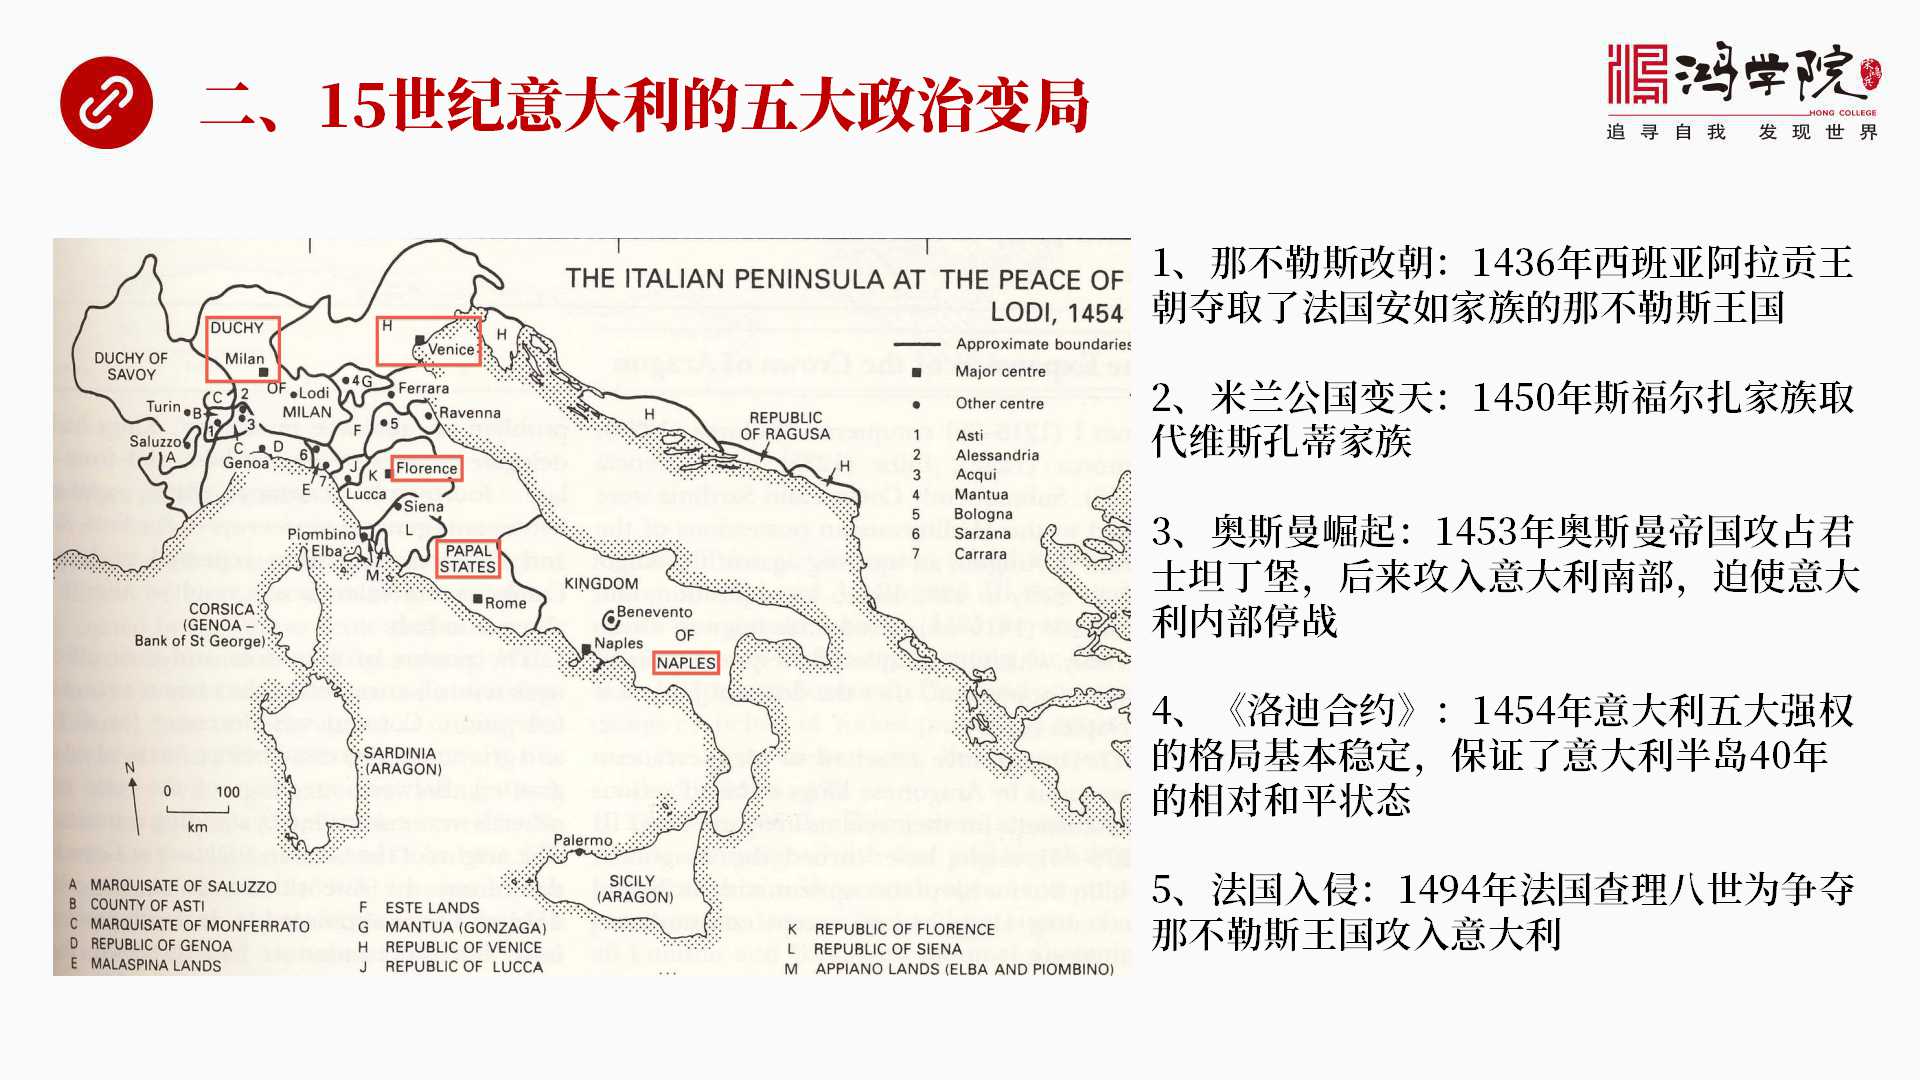 二、15世纪意大利的五大政治变局
鸿学院
HONG COLLEGE
追寻自我 发现世界
THE ITALIAN PENINSULA AT THE PEACE OF
LODI, 1454
Approximate boundaries
Major centre
Other centre
1 Asti
2 Alessandria
3 Acqui
4 Mantua
5 Bologna
6 Sarzana
7 Carrara
DUCHY
Milan
OF
MILAN
H
Venice
H
DUCHY OF
SAVOY
Lodi
4
G
Ferrara
Turin
B
C
2
1
3
Ravenna
F
5
Saluzzo
A
C
D
Genoa
6
J
K
Florence
E
7
Lucca
Siena
L
Piombino
Elba
M
PAPAL
STATES
Rome
H
REPUBLIC
OF RAGUSA
H
KINGDOM
Benevento
OF
Naples
NAPLES
CORSICA
(GENOA –
Bank of St George)
SARDINIA
(ARAGON)
N
0 100
km
Palermo
SICILY
(ARAGON)
A MARQUISATE OF SALUZZO
B COUNTY OF ASTI
C MARQUISATE OF MONFERRATO
D REPUBLIC OF GENOA
E MALASPINA LANDS
F ESTE LANDS
G MANTUA (GONZAGA)
H REPUBLIC OF VENICE
J REPUBLIC OF LUCCA
K REPUBLIC OF FLORENCE
L REPUBLIC OF SIENA
M APPIANO LANDS (ELBA AND PIOMBINO)
1、那不勒斯改朝：1436年西班亚阿拉贡王
朝夺取了法国安如家族的那不勒斯王国
2、米兰公国变天：1450年斯福尔扎家族取
代维斯孔蒂家族
3、奥斯曼崛起：1453年奥斯曼帝国攻占君
士坦丁堡，后来攻入意大利南部，迫使意大
利内部停战
4、《洛迪合约》：1454年意大利五大强权
的格局基本稳定，保证了意大利半岛40年
的相对和平状态
5、法国入侵：1494年法国查理八世为争夺
那不勒斯王国攻入意大利